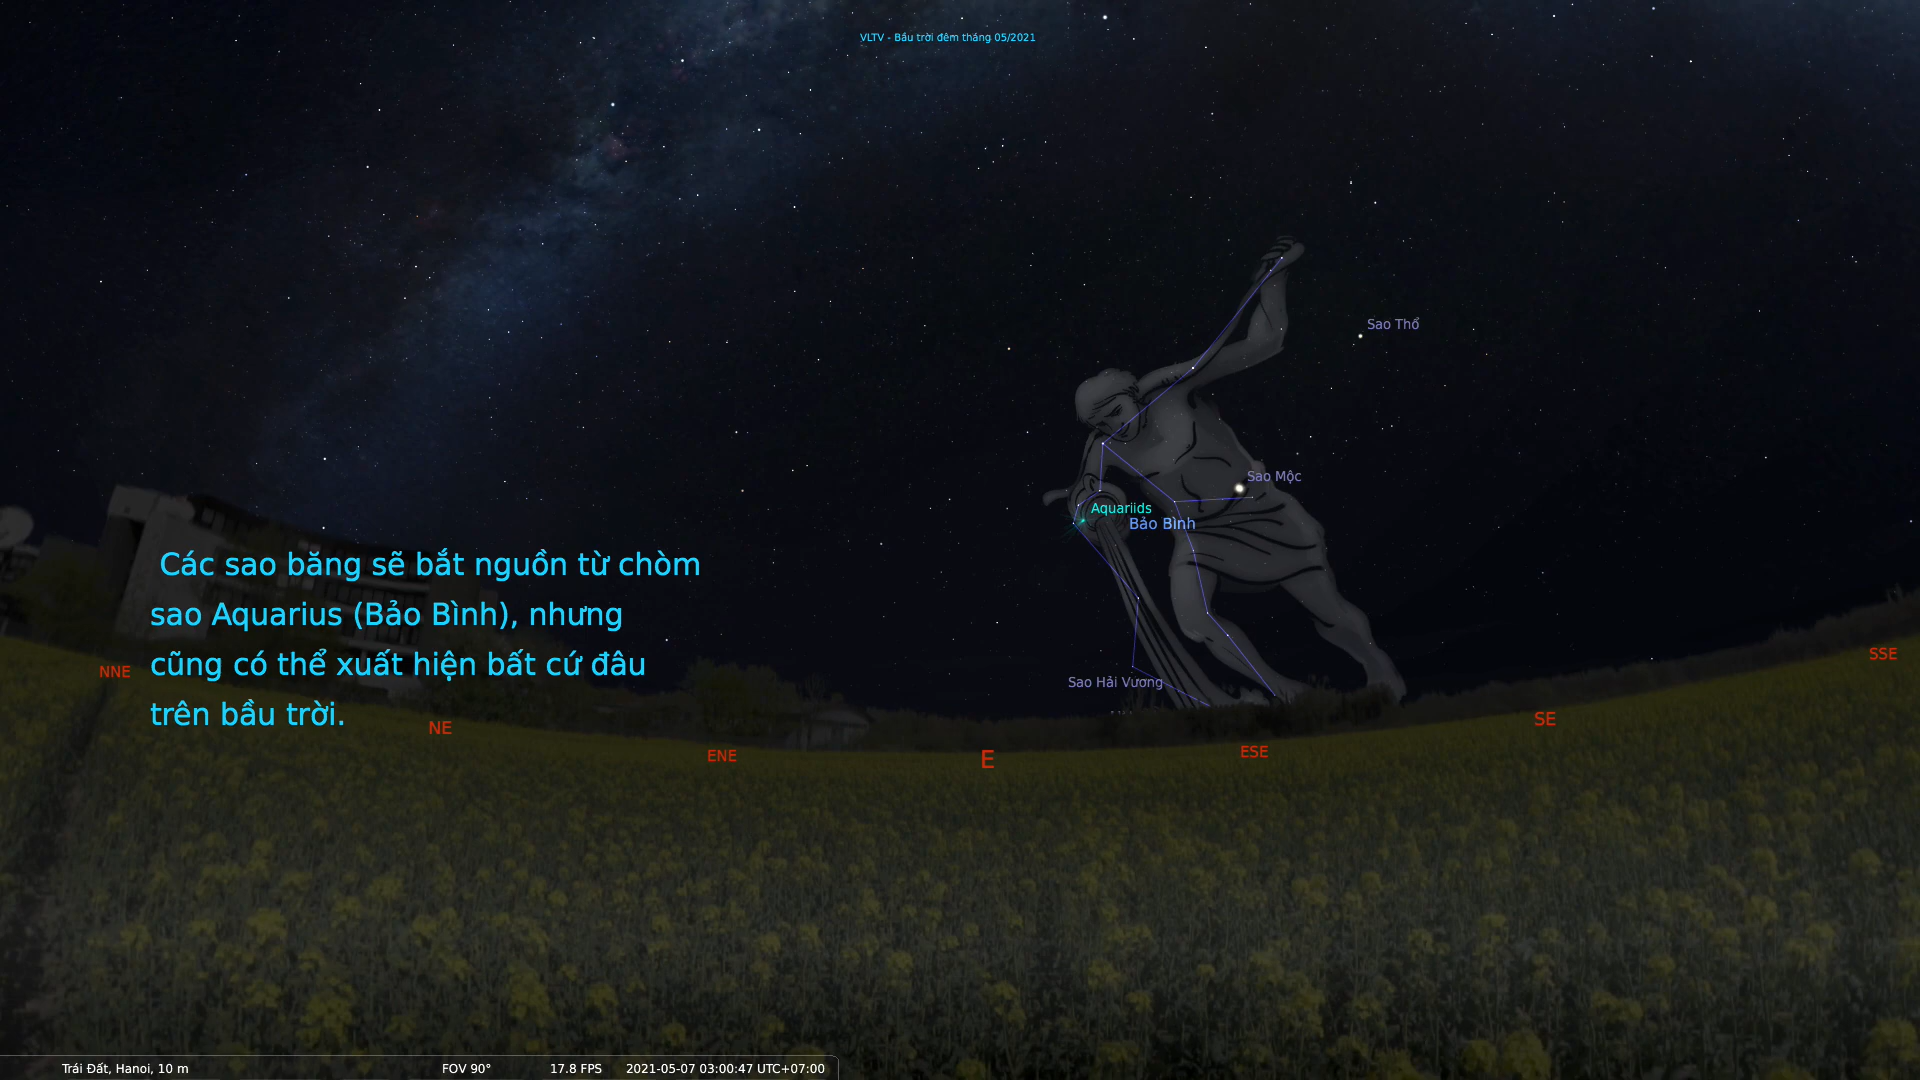 VLTV - Bầu trời đêm tháng 05/2021
Sao Thổ
Sao Mộc
Aquariids
Bảo Bình
Các sao băng sẽ bắt nguồn từ chòm
sao Aquarius (Bảo Bình), nhưng
cũng có thể xuất hiện bất cứ đâu
trên bầu trời.
Sao Hải Vương
NNE
NE
ENE
E
ESE
SE
SSE
Trái Đất, Hanoi, 10 m FOV 90° 17.8 FPS 2021-05-07 03:00:47 UTC+07:00